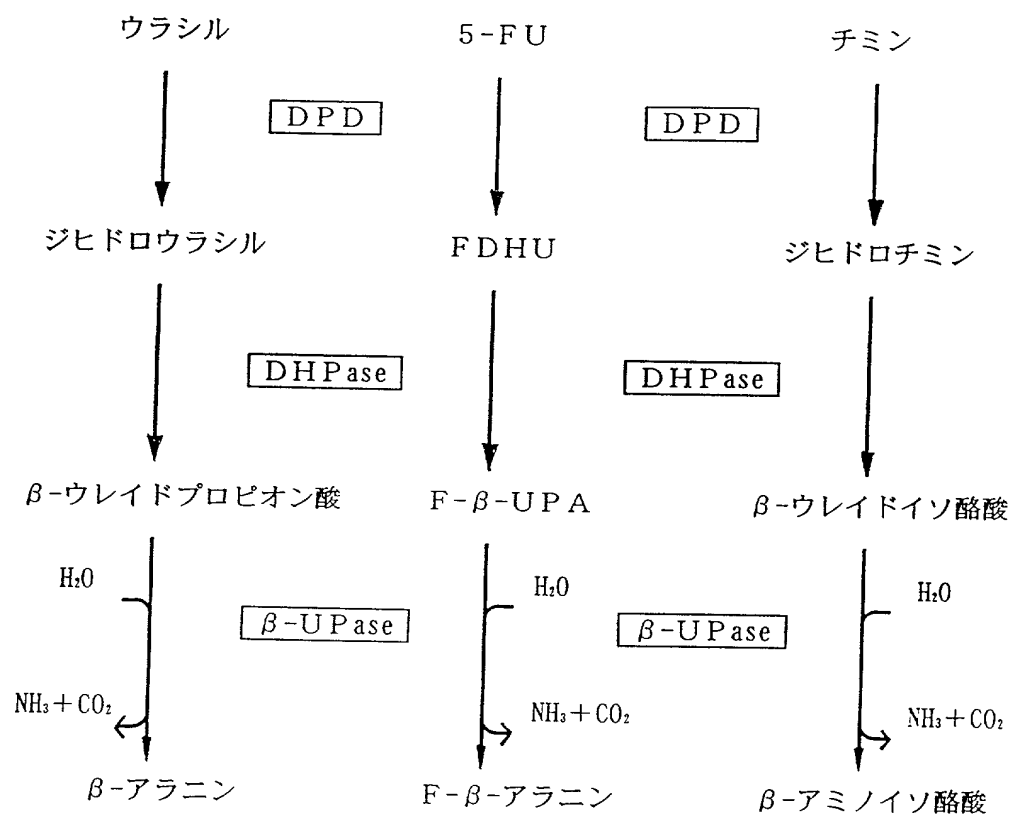 ウラシル
5-FU
チミン
DPD
DPD
ジヒドロウラシル
FDHU
ジヒドロチミン
DHPase
DHPase
β-ウレイドプロピオン酸
F-β-UPA
β-ウレイドイソ酪酸
H₂O
H₂O
H₂O
β-UPase
β-UPase
NH₃+CO₂
NH₃+CO₂
NH₃+CO₂
β-アラニン
F-β-アラニン
β-アミノイソ酪酸